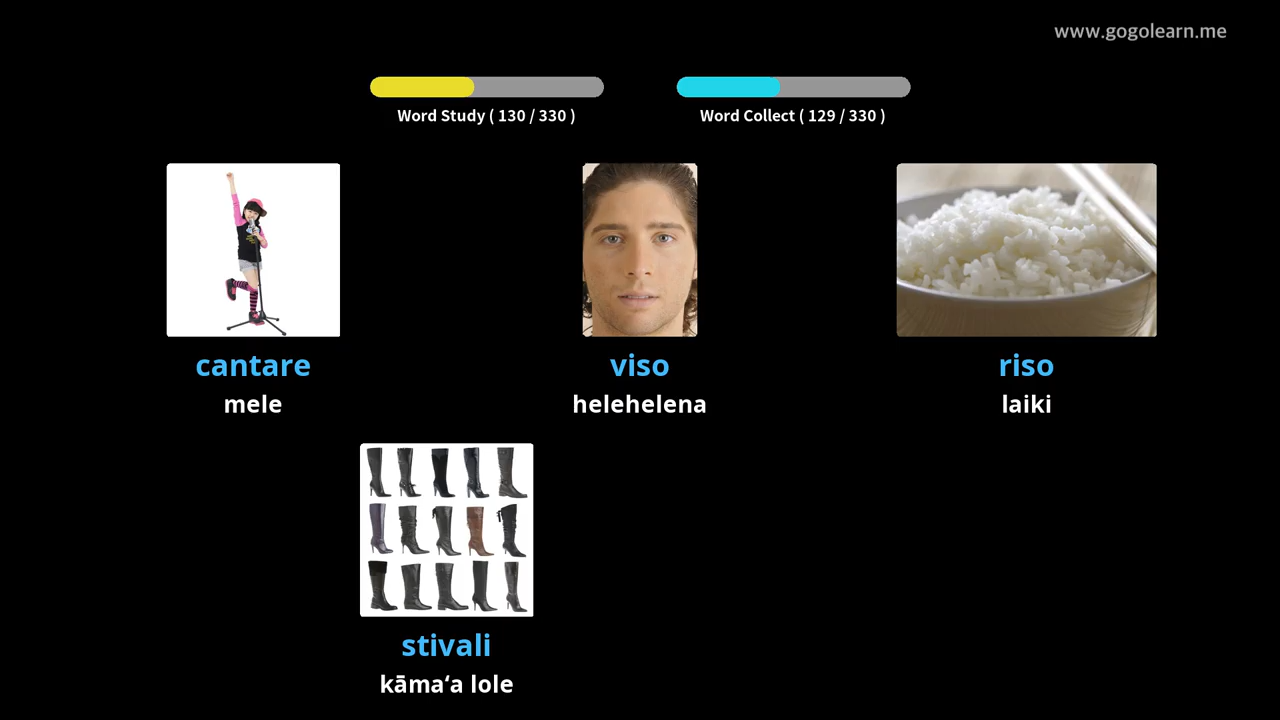 www.gogolearn.me
Word Study ( 130 / 330 )
Word Collect ( 129 / 330 )
cantare
mele
viso
helehelena
riso
laiki
stivali
kāmaʻa lole